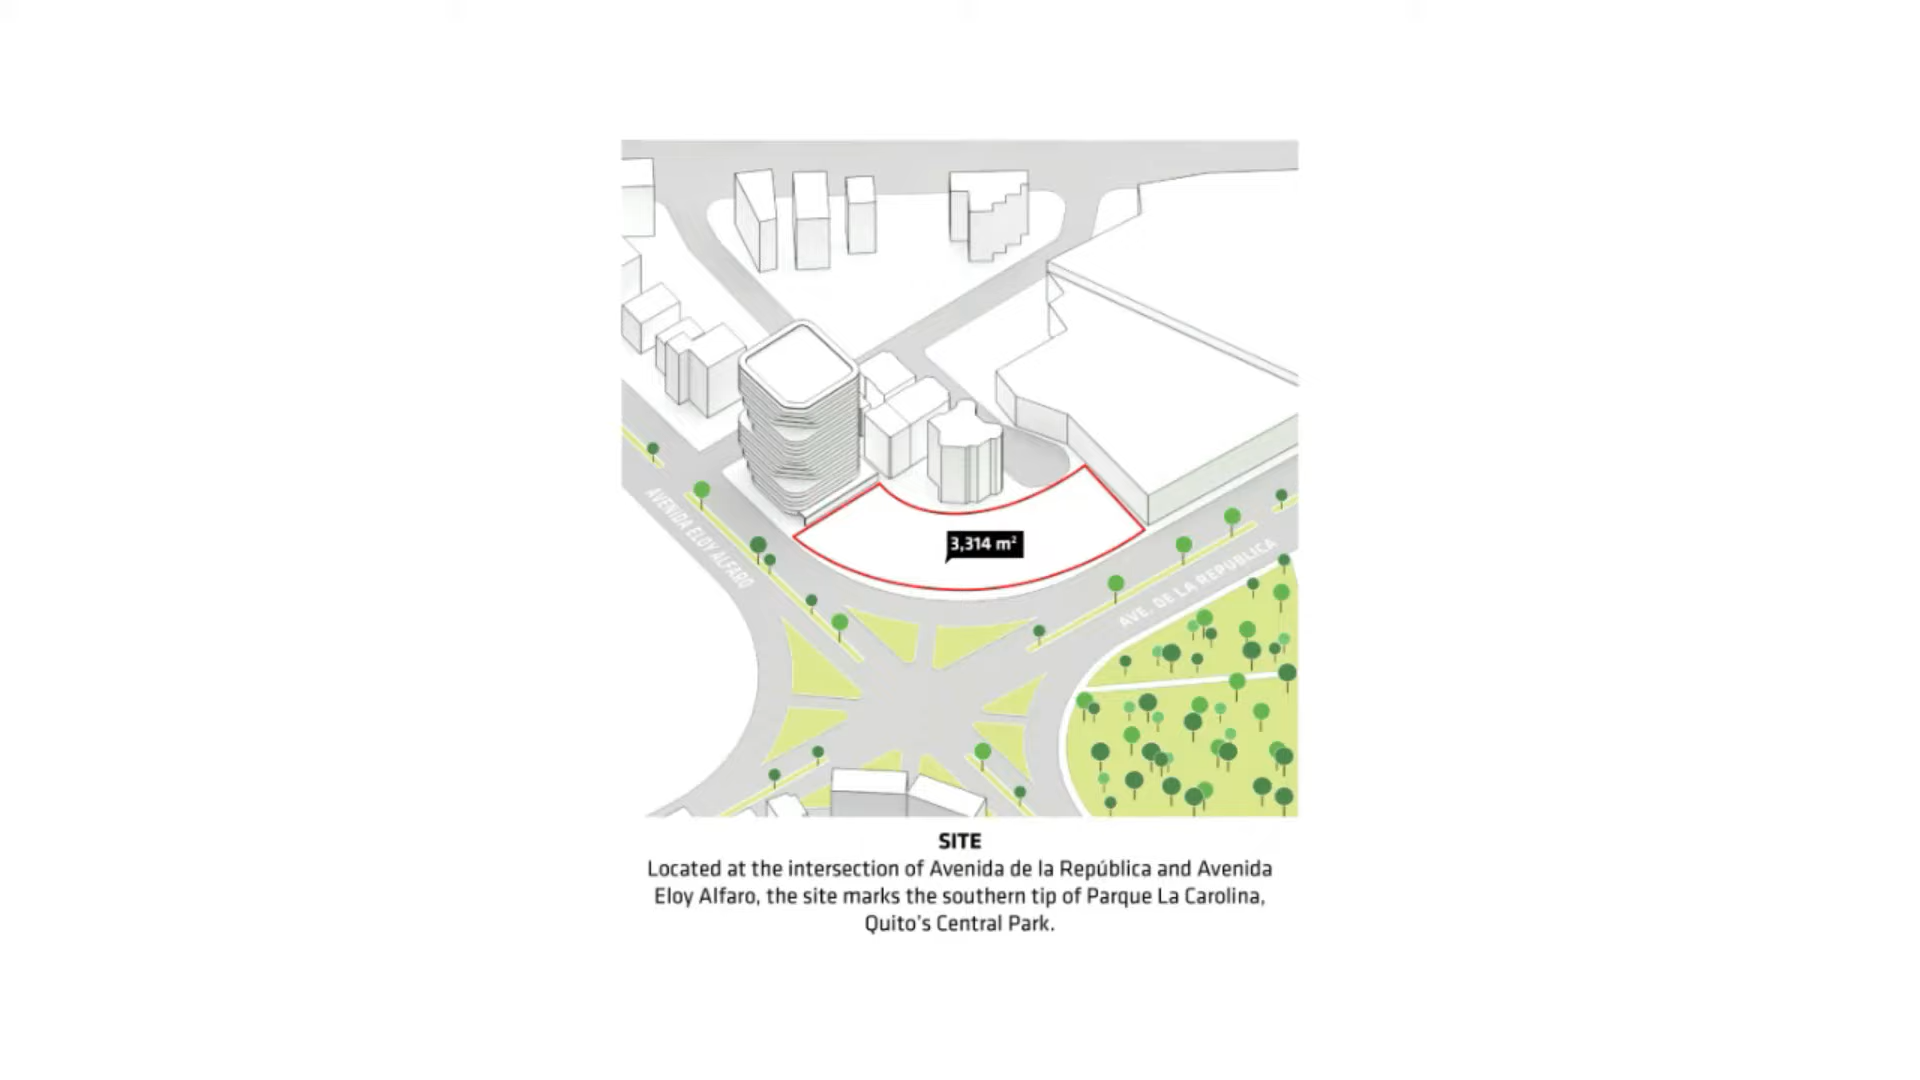 3,314 m²
AVENIDA ELOY ALFARO
AVE. DE LA REPÚBLICA
SITE
Located at the intersection of Avenida de la República and Avenida
Eloy Alfaro, the site marks the southern tip of Parque La Carolina,
Quito's Central Park.